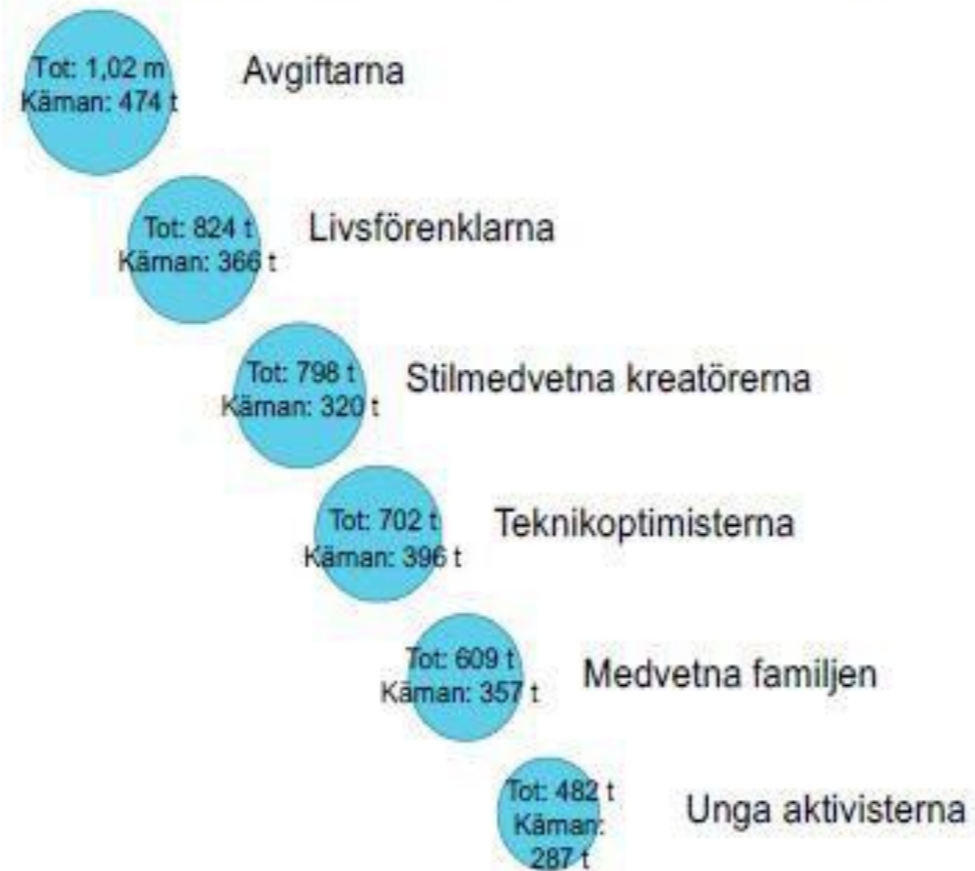 Tot: 1,02 m
Kärnan: 474 t
Avgiftarna
Tot: 824 t
Kärnan: 366 t
Livsförenklarna
Tot: 798 t
Kärnan: 320 t
Stilmedvetna kreatörerna
Tot: 702 t
Kärnan: 396 t
Teknikoptimisterna
Tot: 609 t
Kärnan: 357 t
Medvetna familjen
Tot: 482 t
Kärnan:
287 t
Unga aktivisterna